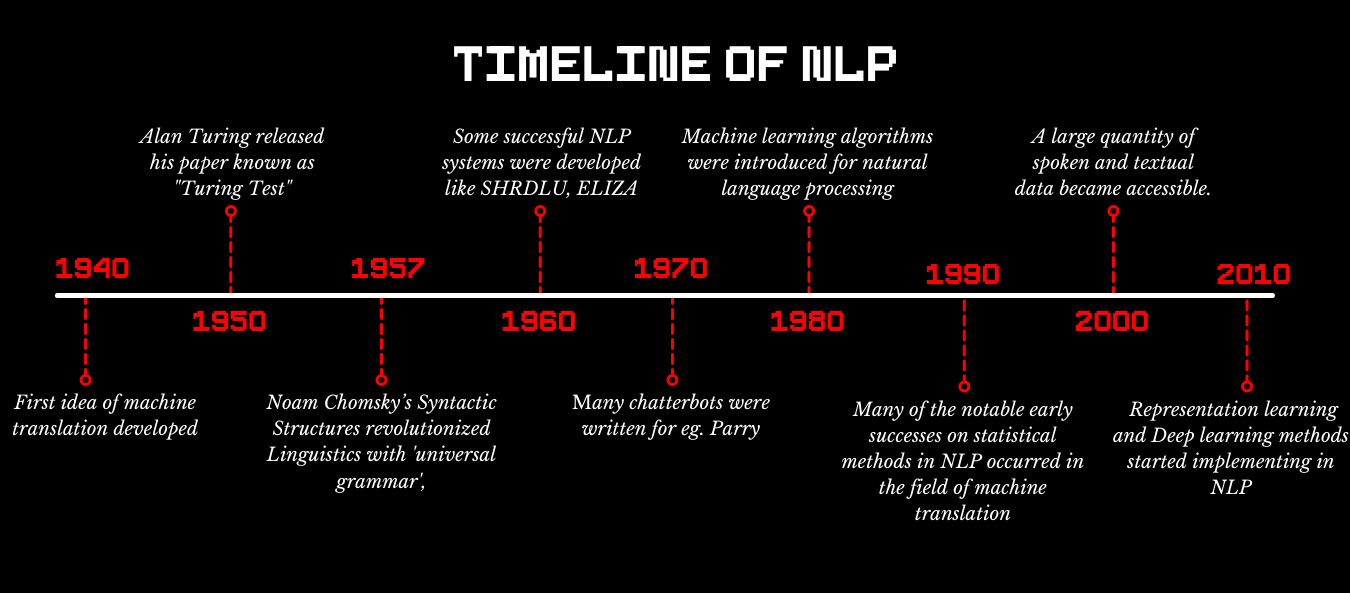 TIMELINE OF NLP
Alan Turing released
his paper known as
"Turing Test"
Some successful NLP
systems were developed
like SHRDLU, ELIZA
Machine learning algorithms
were introduced for natural
language processing
A large quantity of
spoken and textual
data became accessible.
1940
1957
1970
1990
2010
1950
1960
1980
2000
First idea of machine
translation developed
Noam Chomsky’s Syntactic
Structures revolutionized
Linguistics with 'universal
grammar',
Many chatterbots were
written for eg. Parry
Many of the notable early
successes on statistical
methods in NLP occurred in
the field of machine
translation
Representation learning
and Deep learning methods
started implementing in
NLP